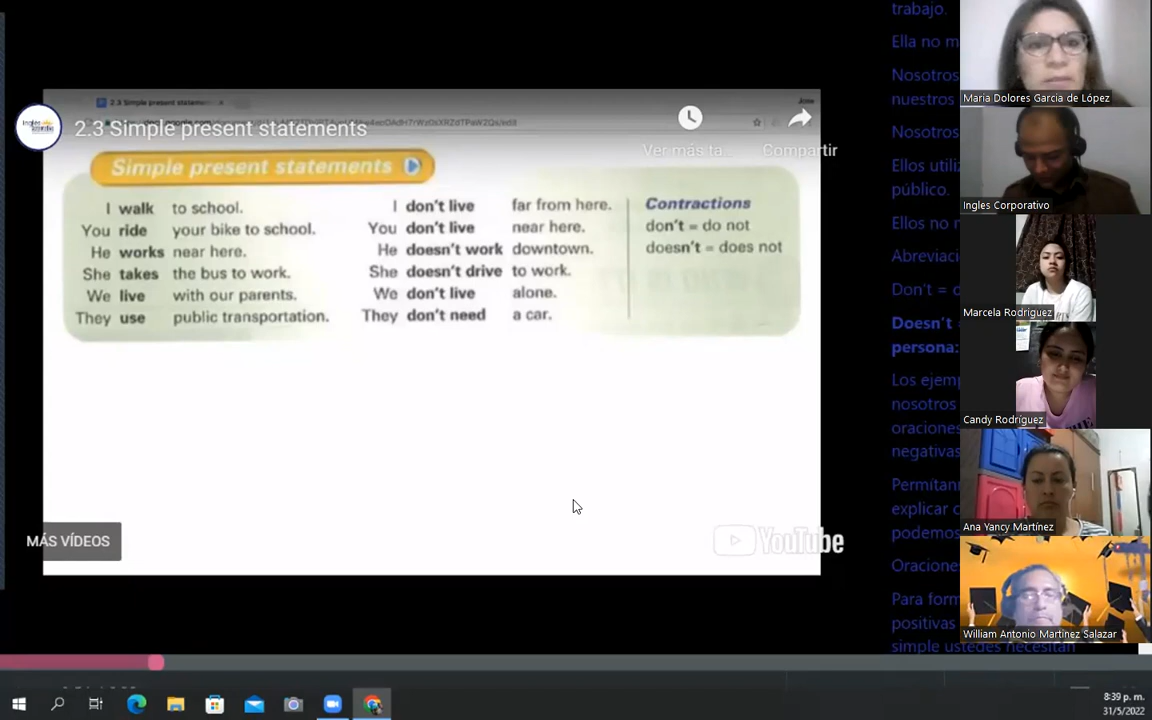 2.3 Simple present statements
Ver más ta... Compartir
Simple present statements
I walk to school.
You ride your bike to school.
He works near here.
She takes the bus to work.
We live with our parents.
They use public transportation.
I don't live far from here.
You don't live near here.
He doesn't work downtown.
She doesn't drive to work.
We don't live alone.
They don't need a car.
Contractions
don't = do not
doesn't = does not
MÁS VÍDEOS
YouTube
trabajo.
Ella no m
Nosotros
nuestros
Nosotros
Ellos utiliz
público.
Ellos no
Abreviaci
Don't = d
Doesn't =
persona:
Los ejemp
nosotros
oraciones
negativas
Permítann
explicar c
podemos
Oraciones
Para form
positivas
simple ustedes necesitan
Maria Dolores Garcia de López
Ingles Corporativo
Marcela Rodriguez
Candy Rodríguez
Ana Yancy Martínez
William Antonio Martínez Salazar
8:39 p. m.
31/5/2022